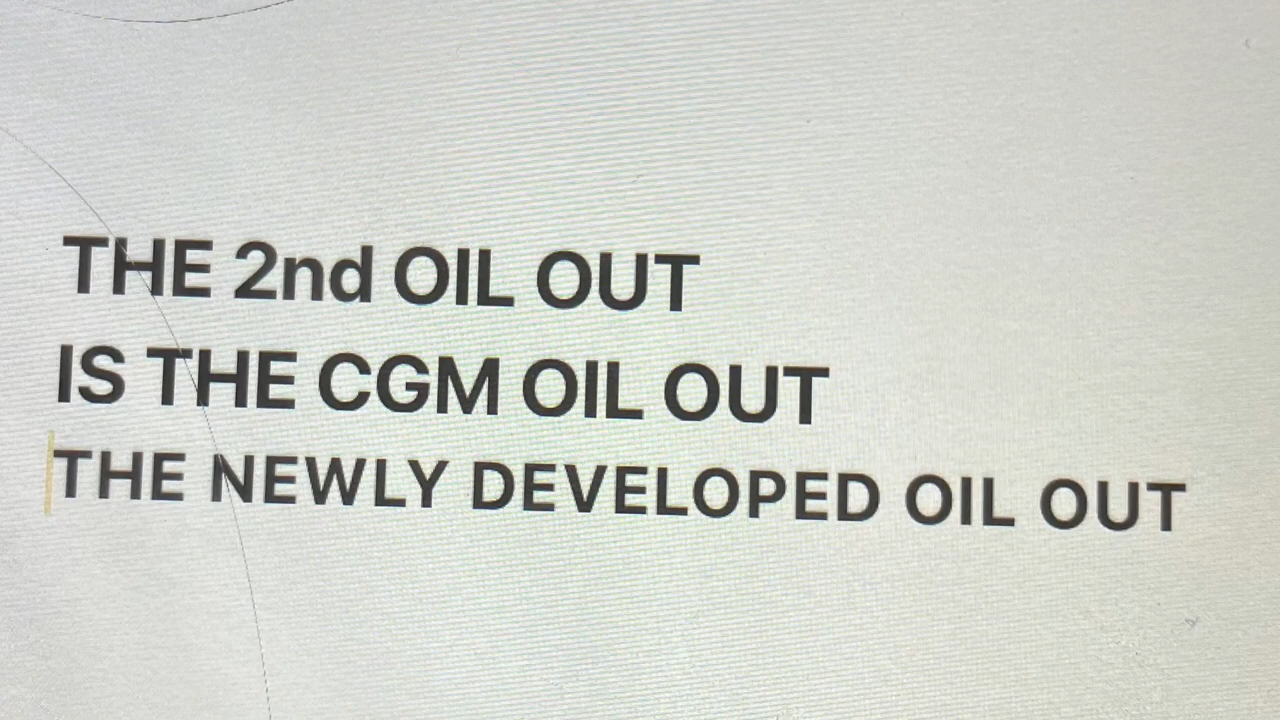 THE 2nd OIL OUT
IS THE CGM OIL OUT
THE NEWLY DEVELOPED OIL OUT